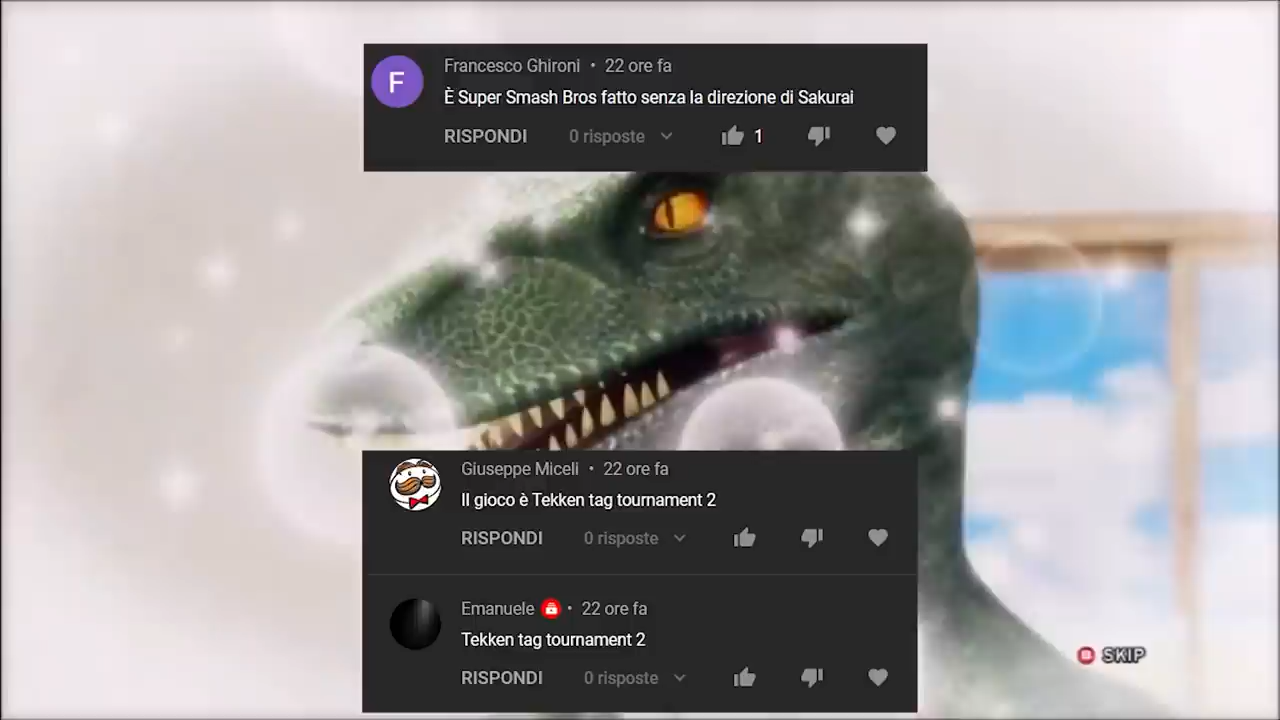 F
Francesco Ghironi • 22 ore fa
È Super Smash Bros fatto senza la direzione di Sakurai
RISPONDI 0 risposte 1
Giuseppe Miceli • 22 ore fa
Il gioco è Tekken tag tournament 2
RISPONDI 0 risposte
Emanuele • 22 ore fa
Tekken tag tournament 2
RISPONDI 0 risposte
SKIP